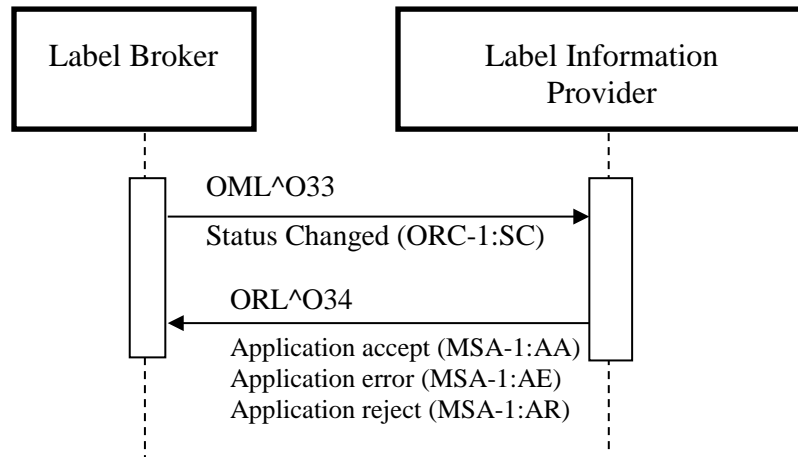 Label Broker
Label Information
Provider
OML^O33
Status Changed (ORC-1:SC)
ORL^O34
Application accept (MSA-1:AA)
Application error (MSA-1:AE)
Application reject (MSA-1:AR)